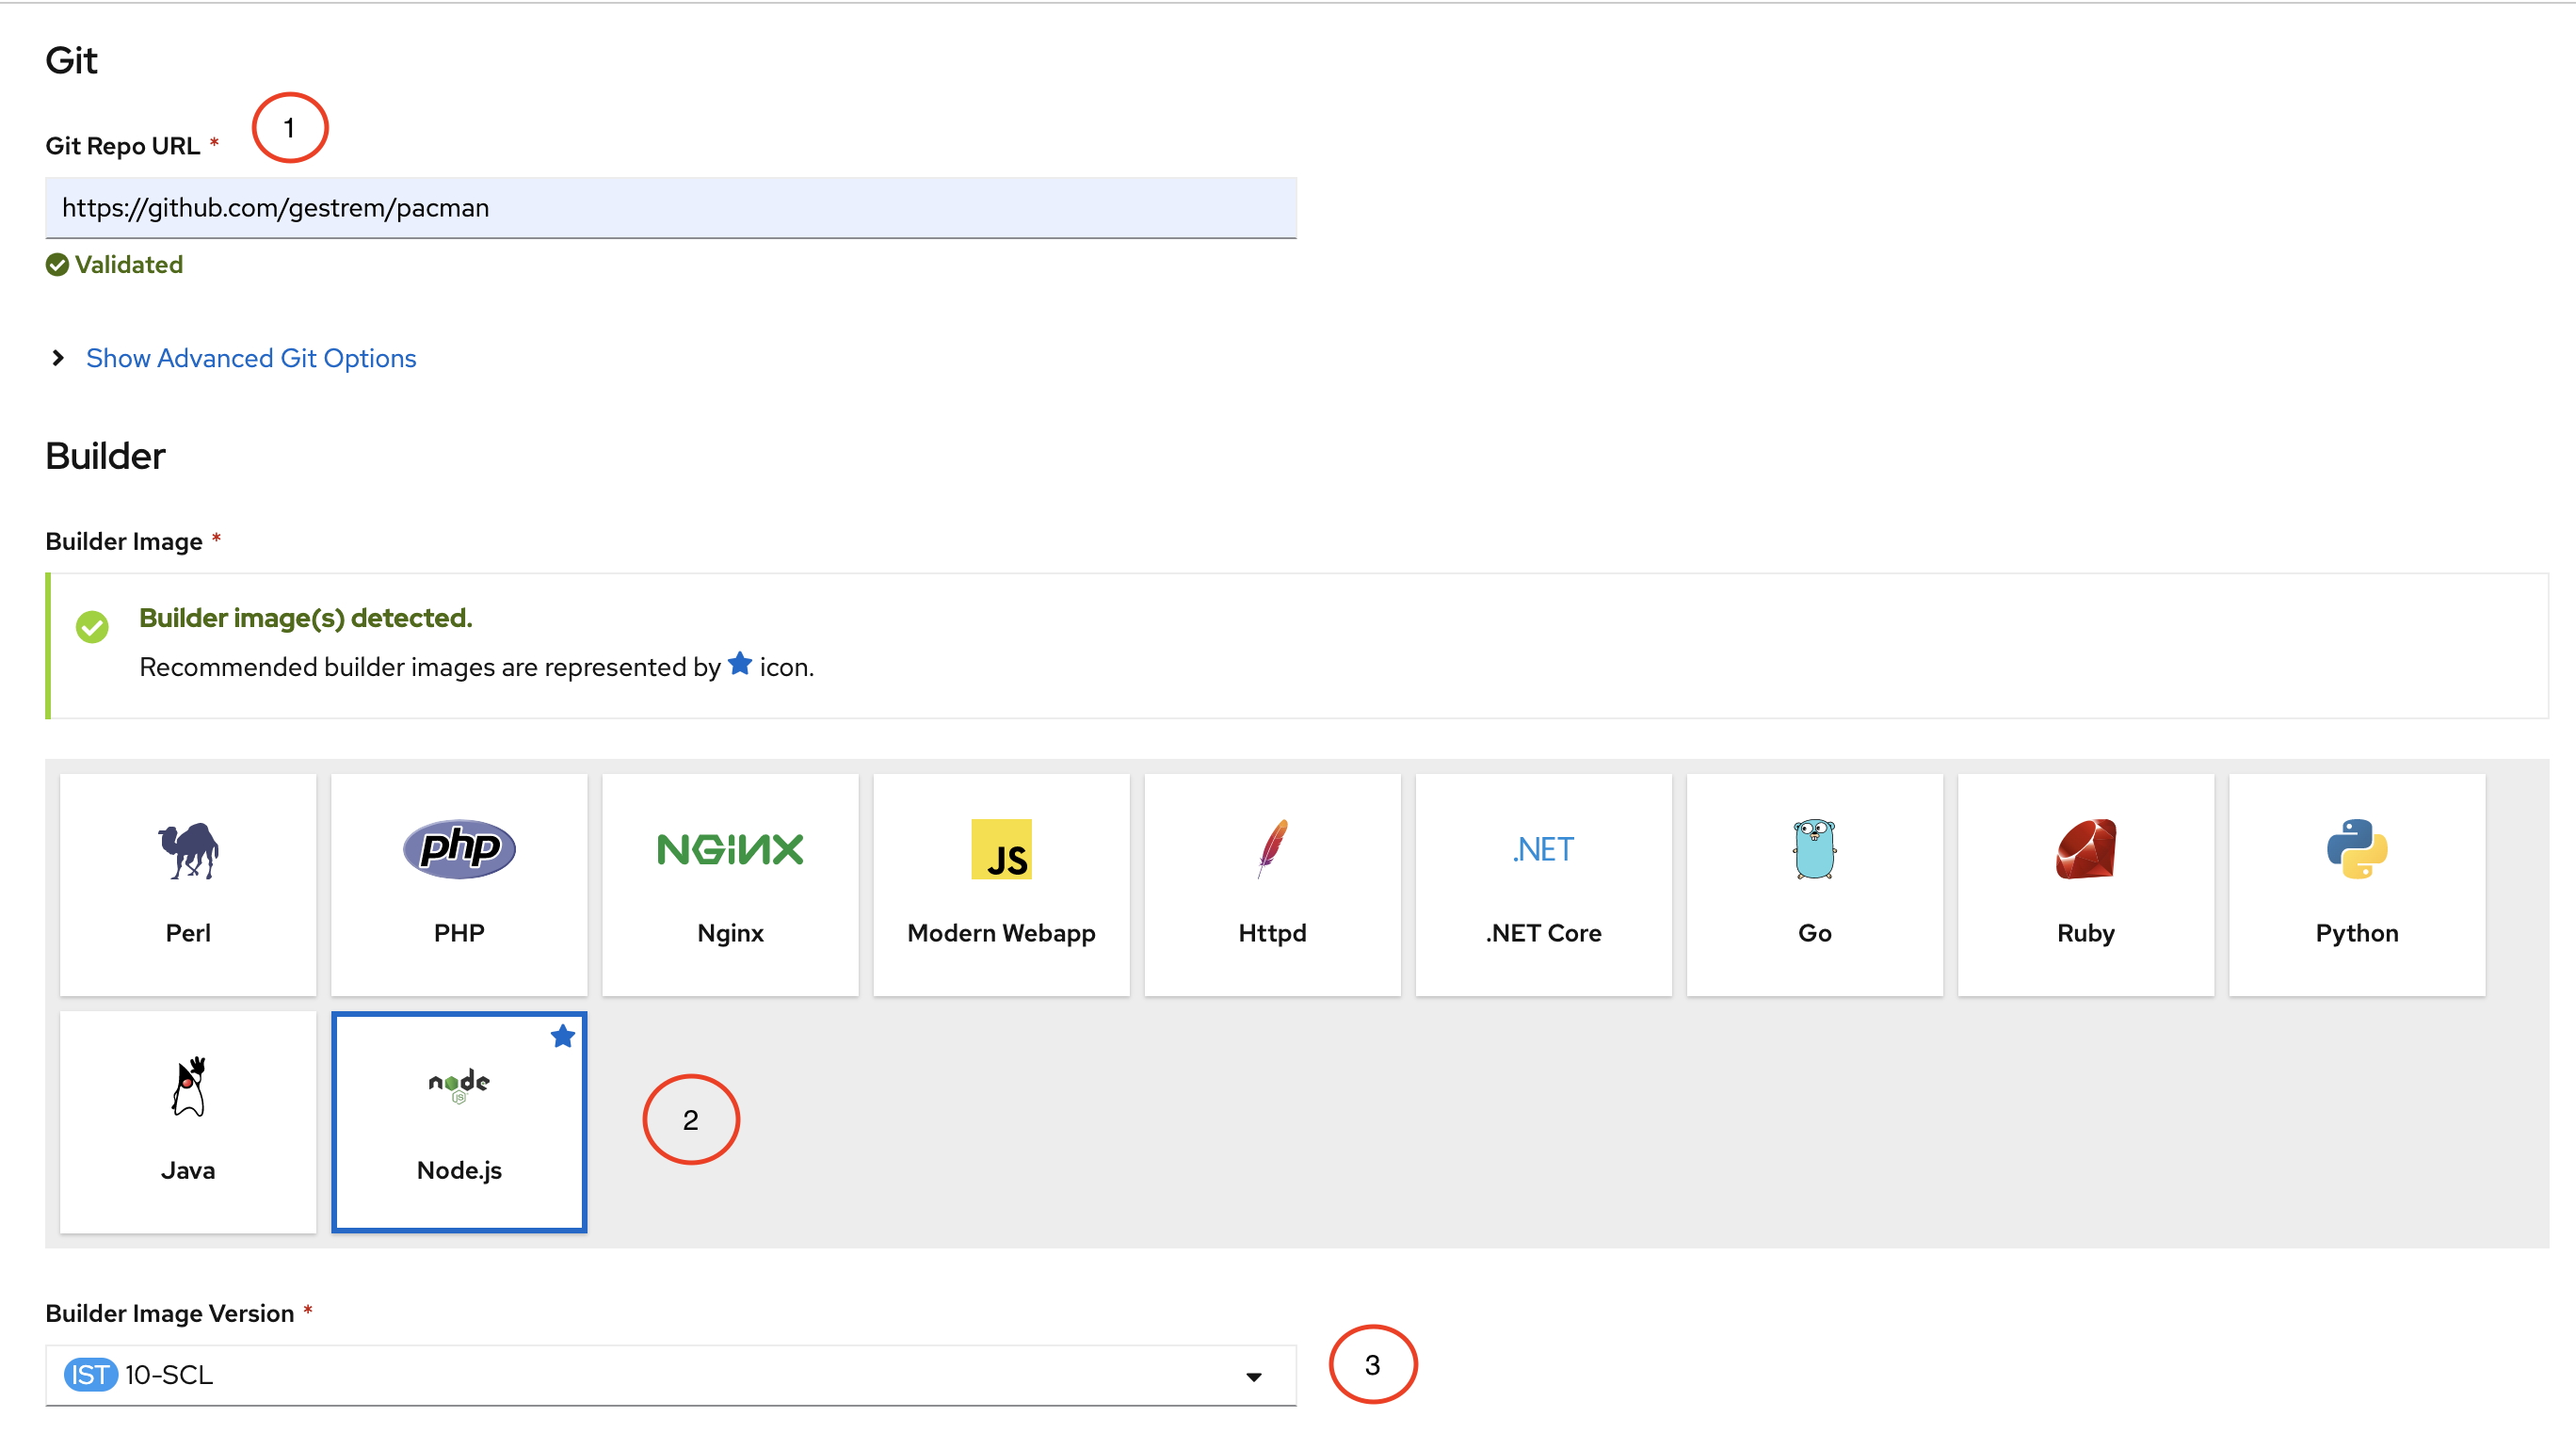 Git
Git Repo URL *
1
https://github.com/gestrem/pacman
Validated
Show Advanced Git Options
Builder
Builder Image *
Builder image(s) detected.
Recommended builder images are represented by icon.
php
NGINX
JS
.NET
Perl
PHP
Nginx
Modern Webapp
Httpd
.NET Core
Go
Ruby
Python
node
JS
Java
Node.js
2
Builder Image Version *
IST 10-SCL
3